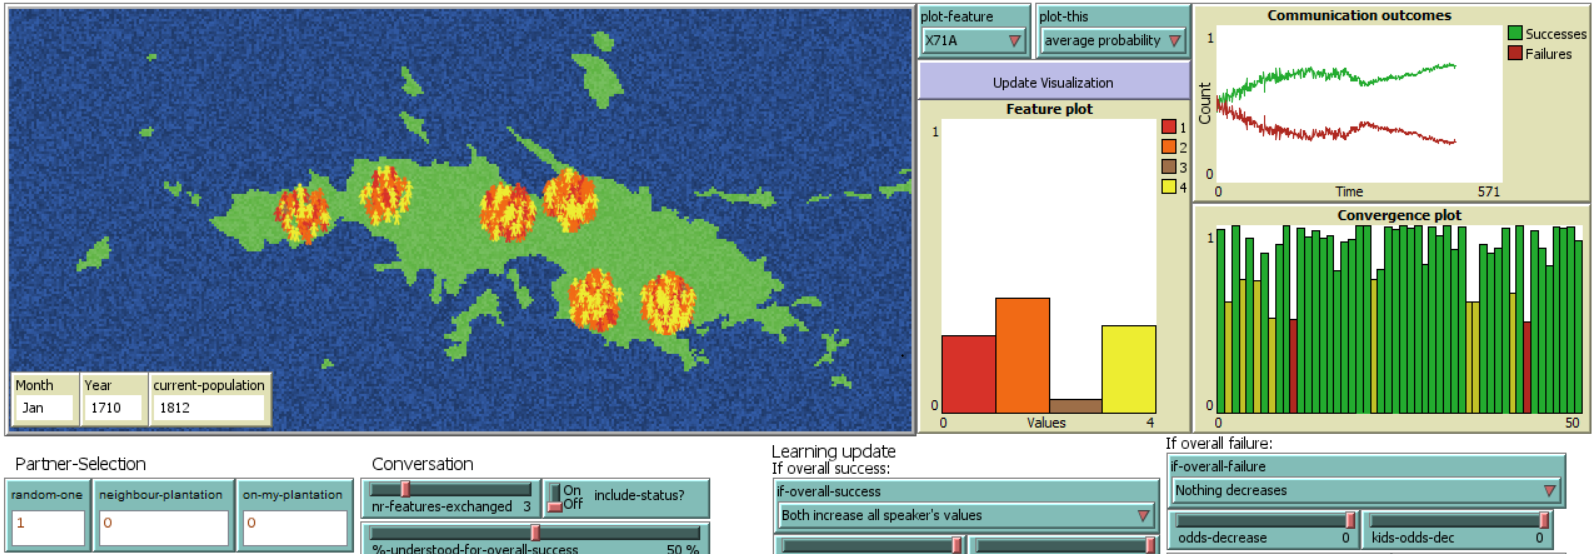 plot-feature
X71A
plot-this
average probability
Update Visualization
Feature plot
1
0
0
Values
4
1
2
3
4
Communication outcomes
1
Count
0
0
Time
571
Successes
Failures
Convergence plot
1
0
0
50
Month
Jan
Year
1710
current-population
1812
Partner-Selection
random-one
1
neighbour-plantation
0
on-my-plantation
0
Conversation
nr-features-exchanged 3
On
Off
include-status?
%-understood-for-overall-success 50 %
Learning update
If overall success:
if-overall-success
Both increase all speaker's values
If overall failure:
if-overall-failure
Nothing decreases
odds-decrease 0
kids-odds-dec 0